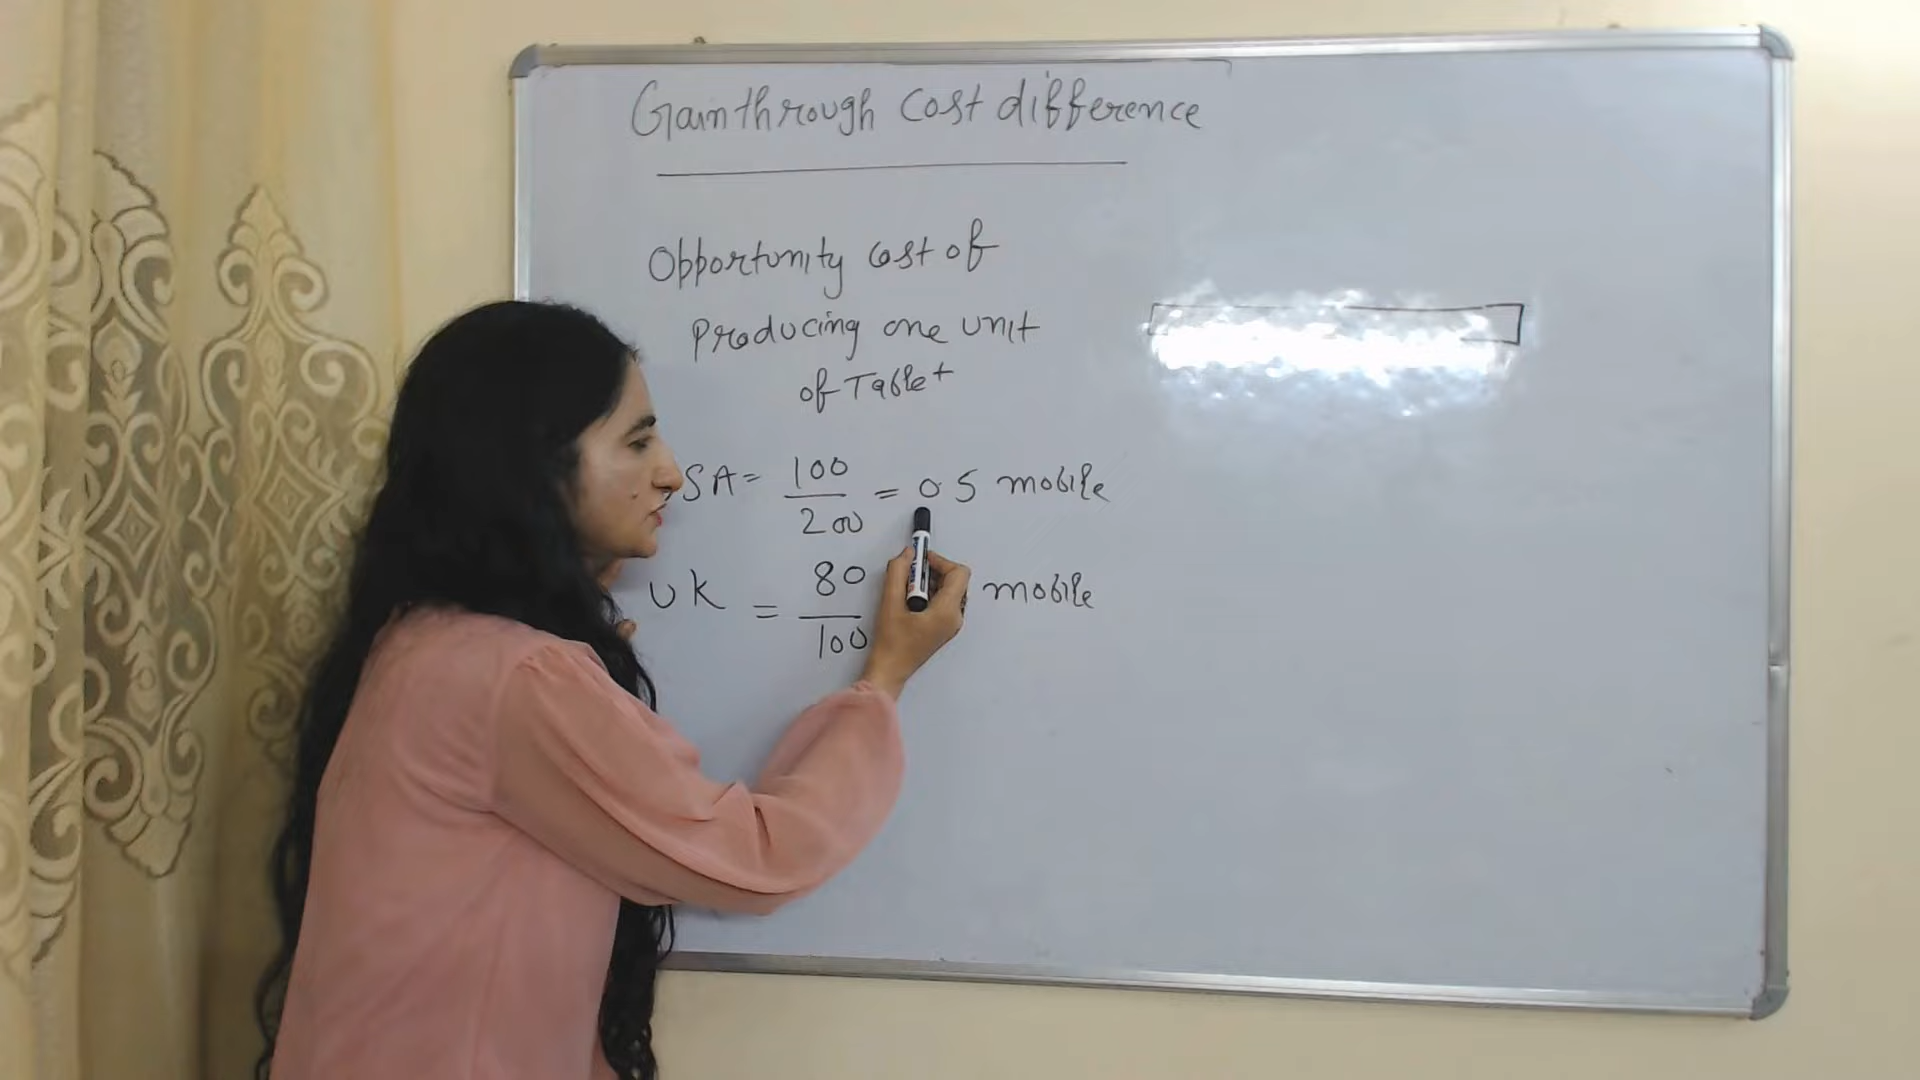 Gain through cost difference
Opportunity cost of
Producing one unit
of Tablet
SA = 100/200 = 0 5 mobile
UK = 80/100 mobile